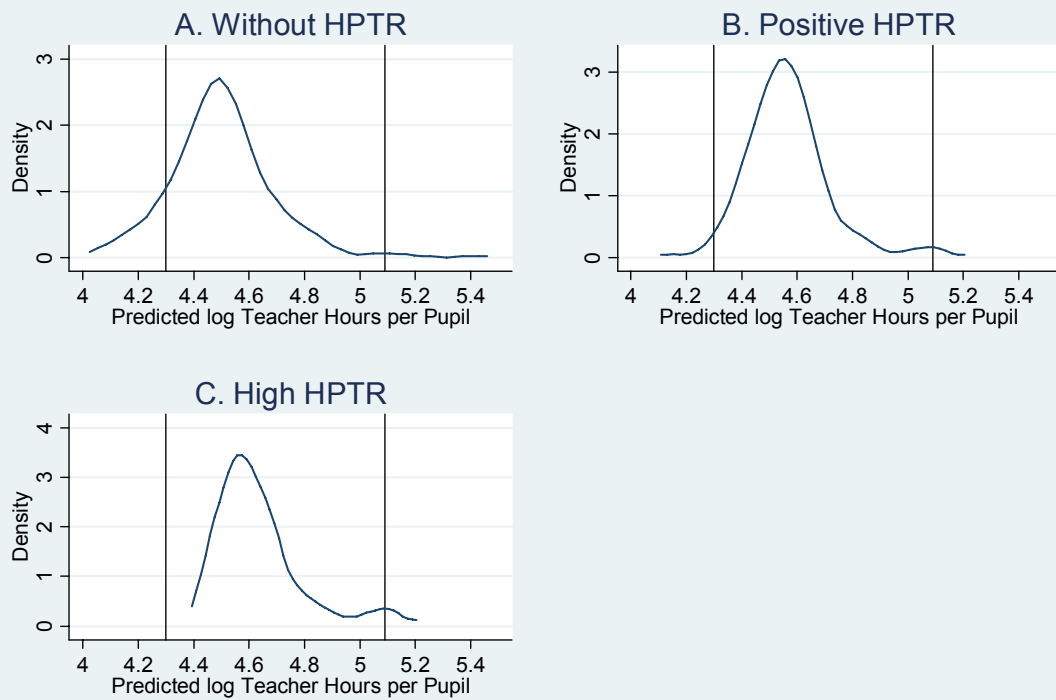 A. Without HPTR
Density
3
2
1
0
4 4.2 4.4 4.6 4.8 5 5.2 5.4
Predicted log Teacher Hours per Pupil
B. Positive HPTR
Density
3
2
1
0
4 4.2 4.4 4.6 4.8 5 5.2 5.4
Predicted log Teacher Hours per Pupil
C. High HPTR
Density
4
3
2
1
0
4 4.2 4.4 4.6 4.8 5 5.2 5.4
Predicted log Teacher Hours per Pupil